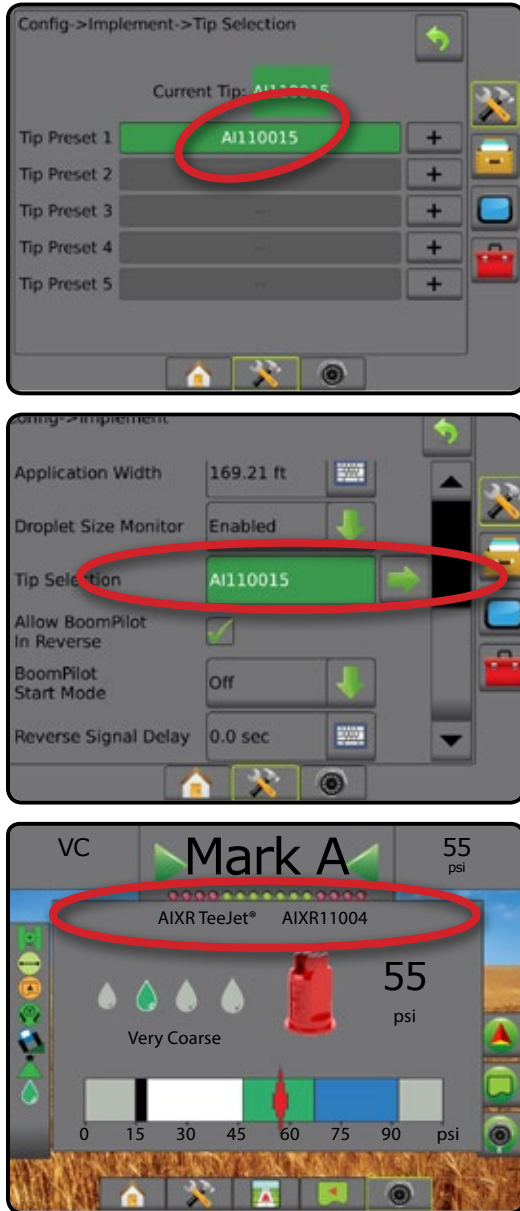 Config->Implement->Tip Selection
Current Tip: AI110015
Tip Preset 1 AI110015 +
Tip Preset 2 -- +
Tip Preset 3 -- +
Tip Preset 4 -- +
Tip Preset 5 -- +
Config->Implement
Application Width 169.21 ft
Droplet Size Monitor Enabled
Tip Selection AI110015
Allow BoomPilot
In Reverse
BoomPilot
Start Mode Off
Reverse Signal Delay 0.0 sec
VC Mark A 55
psi
AIXR TeeJet® AIXR11004
55
psi
Very Coarse
0 15 30 45 60 75 90 psi